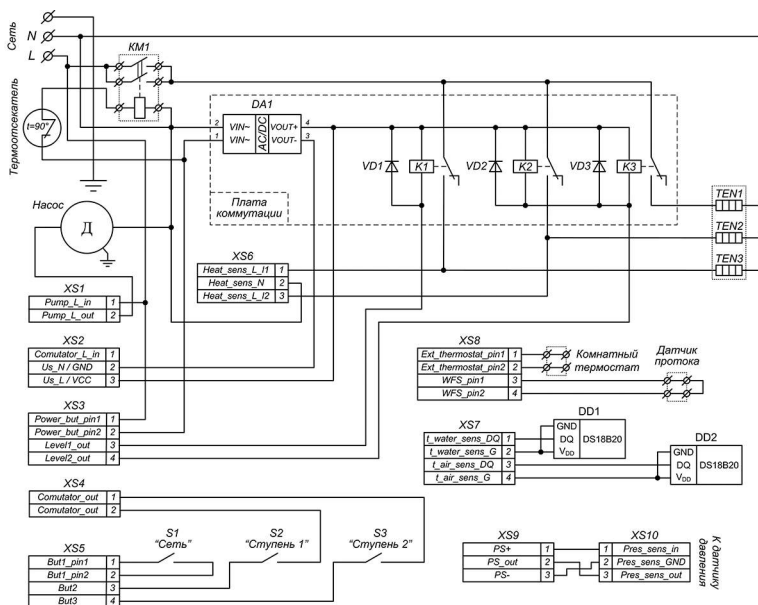 Сеть
N
L
KM1
Термоотсекатель
t=90°
DA1
2 VIN~ AC/DC VOUT+ 4
1 VIN~ VOUT- 3
VD1 K1 VD2 K2 VD3 K3
Плата
коммутации
TEN1
TEN2
TEN3
Насос
Д
XS6
Heat_sens_L_I1 1
Heat_sens_N 2
Heat_sens_L_I2 3
XS1
Pump_L_in 1
Pump_L_out 2
XS2
Comutator_L_in 1
Us_N / GND 2
Us_L / VCC 3
XS3
Power_but_pin1 1
Power_but_pin2 2
Level1_out 3
Level2_out 4
XS4
Comutator_out 1
Comutator_out 2
XS5
But1_pin1 1
But1_pin2 2
But2 3
But3 4
S1
"Сеть"
S2
"Ступень 1"
S3
"Ступень 2"
XS8
Ext_thermostat_pin1 1
Ext_thermostat_pin2 2
WFS_pin1 3
WFS_pin2 4
Комнатный
термостат
Датчик
протока
XS7
t_water_sens_DQ 1
t_water_sens_G 2
t_air_sens_DQ 3
t_air_sens_G 4
DD1
GND
DQ DS18B20
VDD
DD2
GND
DQ DS18B20
VDD
XS9
PS+ 1
PS_out 2
PS- 3
XS10
1 Pres_sens_in
2 Pres_sens_GND
3 Pres_sens_out
К датчику
давления